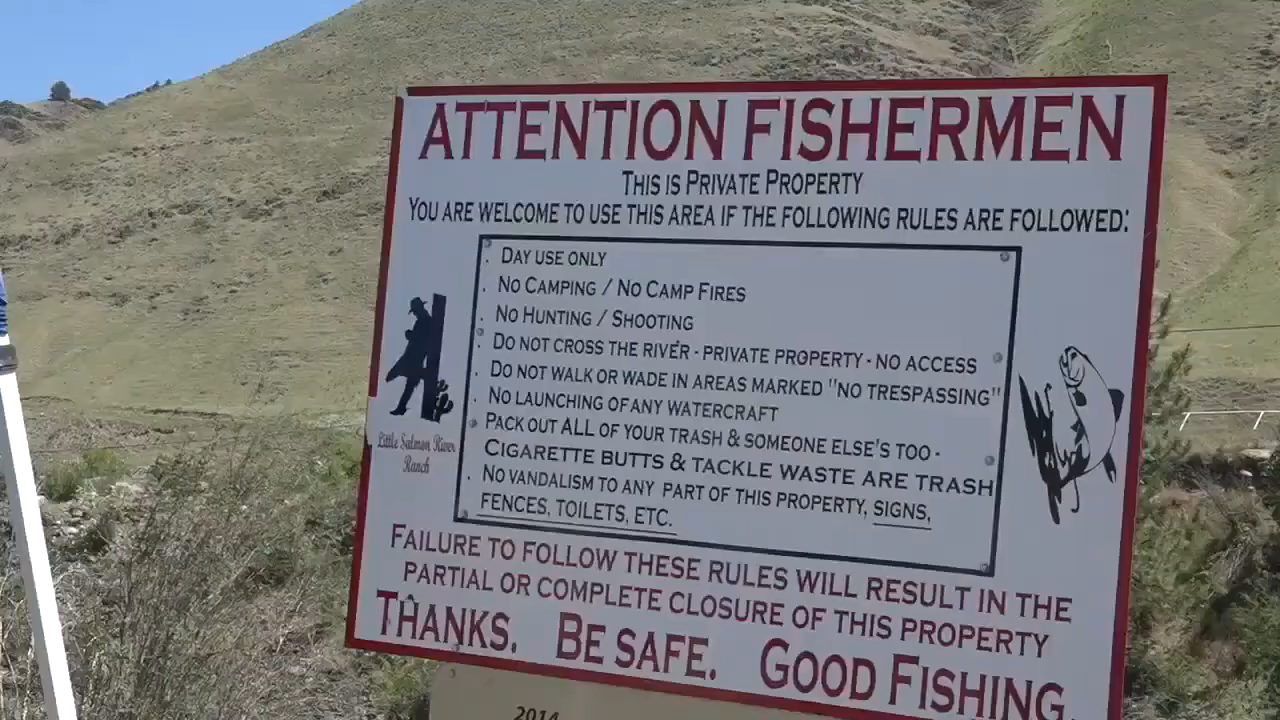 ATTENTION FISHERMEN
THIS IS PRIVATE PROPERTY
YOU ARE WELCOME TO USE THIS AREA IF THE FOLLOWING RULES ARE FOLLOWED:
. DAY USE ONLY
. NO CAMPING / NO CAMP FIRES
. NO HUNTING / SHOOTING
. DO NOT CROSS THE RIVER - PRIVATE PROPERTY - NO ACCESS
. DO NOT WALK OR WADE IN AREAS MARKED "NO TRESPASSING"
. NO LAUNCHING OF ANY WATERCRAFT
. PACK OUT ALL OF YOUR TRASH & SOMEONE ELSE'S TOO -
CIGARETTE BUTTS & TACKLE WASTE ARE TRASH
. NO VANDALISM TO ANY PART OF THIS PROPERTY, SIGNS,
FENCES, TOILETS, ETC.
Little Salmon River
Ranch
FAILURE TO FOLLOW THESE RULES WILL RESULT IN THE
PARTIAL OR COMPLETE CLOSURE OF THIS PROPERTY
THANKS. BE SAFE. GOOD FISHING.
2014